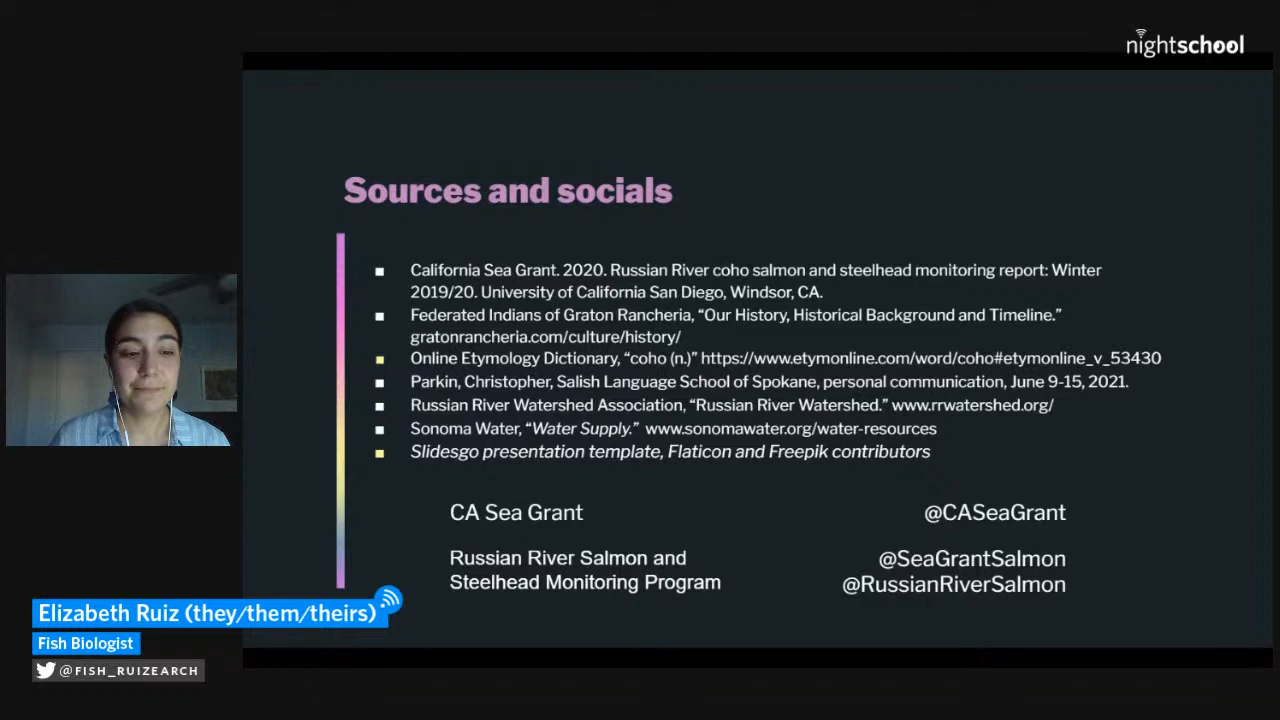 nightschool
Sources and socials
California Sea Grant. 2020. Russian River coho salmon and steelhead monitoring report: Winter
2019/20. University of California San Diego, Windsor, CA.
Federated Indians of Graton Rancheria, “Our History, Historical Background and Timeline.”
gratonrancheria.com/culture/history/
Online Etymology Dictionary, “coho (n.)” https://www.etymonline.com/word/coho#etymonline_v_53430
Parkin, Christopher, Salish Language School of Spokane, personal communication, June 9-15, 2021.
Russian River Watershed Association, “Russian River Watershed.” www.rrwatershed.org/
Sonoma Water, “Water Supply.” www.sonomawater.org/water-resources
Slidesgo presentation template, Flaticon and Freepik contributors
CA Sea Grant @CASeaGrant
Russian River Salmon and @SeaGrantSalmon
Steelhead Monitoring Program @RussianRiverSalmon
Elizabeth Ruiz (they/them/theirs)
Fish Biologist
@FISH_RUIZEARCH